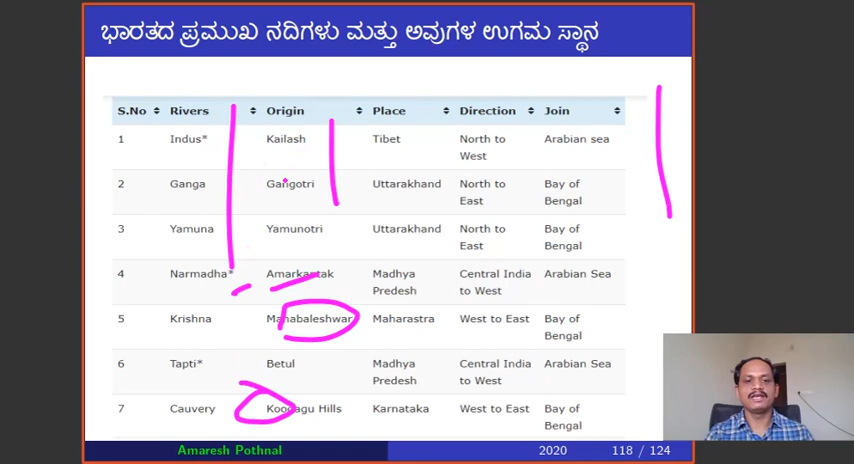 ಭಾರತದ ಪ್ರಮುಖ ನದಿಗಳು ಮತ್ತು ಅವುಗಳ ಉಗಮ ಸ್ಥಾನ
S.No Rivers Origin Place Direction Join
1 Indus* Kailash Tibet North to West Arabian sea
2 Ganga Gangotri Uttarakhand North to East Bay of Bengal
3 Yamuna Yamunotri Uttarakhand North to East Bay of Bengal
4 Narmadha* Amarkantak Madhya Predesh Central India to West Arabian Sea
5 Krishna Mahabaleshwar Maharastra West to East Bay of Bengal
6 Tapti* Betul Madhya Predesh Central India to West Arabian Sea
7 Cauvery Koodagu Hills Karnataka West to East Bay of Bengal
Amaresh Pothnal 2020 118 / 124